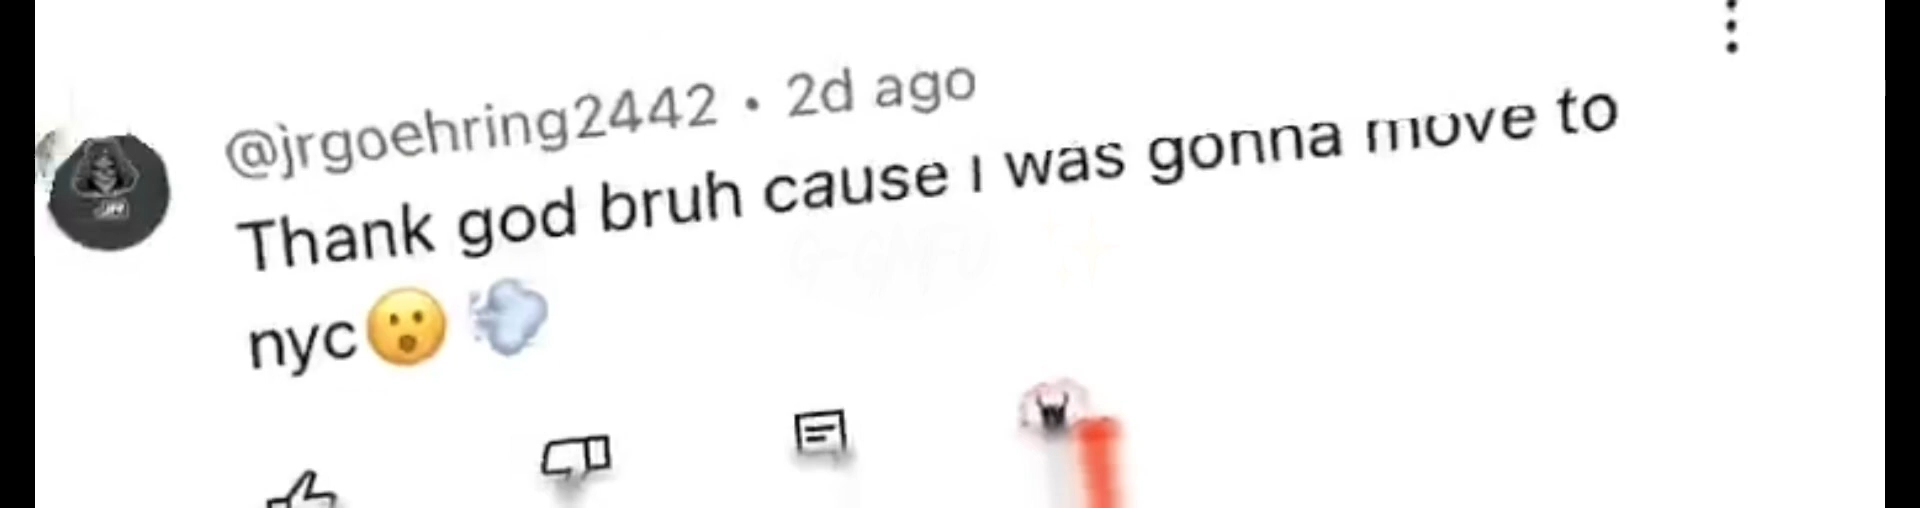 @jrgoehring2442 • 2d ago
Thank god bruh cause I was gonna move to
nyc😮 💨